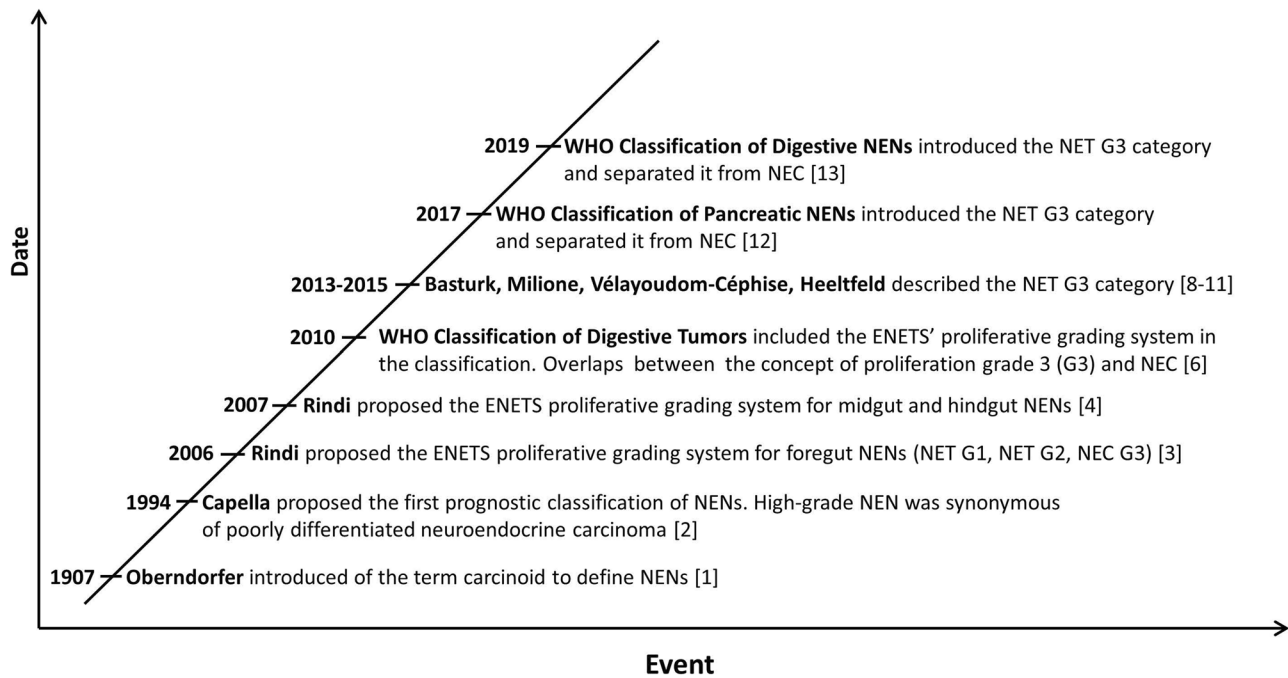 Date
2019 WHO Classification of Digestive NENs introduced the NET G3 category
and separated it from NEC [13]
2017 WHO Classification of Pancreatic NENs introduced the NET G3 category
and separated it from NEC [12]
2013-2015 Basturk, Milione, Vélayoudom-Céphise, Heeltfeld described the NET G3 category [8-11]
2010 WHO Classification of Digestive Tumors included the ENETS’ proliferative grading system in
the classification. Overlaps between the concept of proliferation grade 3 (G3) and NEC [6]
2007 Rindi proposed the ENETS proliferative grading system for midgut and hindgut NENs [4]
2006 Rindi proposed the ENETS proliferative grading system for foregut NENs (NET G1, NET G2, NEC G3) [3]
1994 Capella proposed the first prognostic classification of NENs. High-grade NEN was synonymous
of poorly differentiated neuroendocrine carcinoma [2]
1907 Oberndorfer introduced of the term carcinoid to define NENs [1]
Event